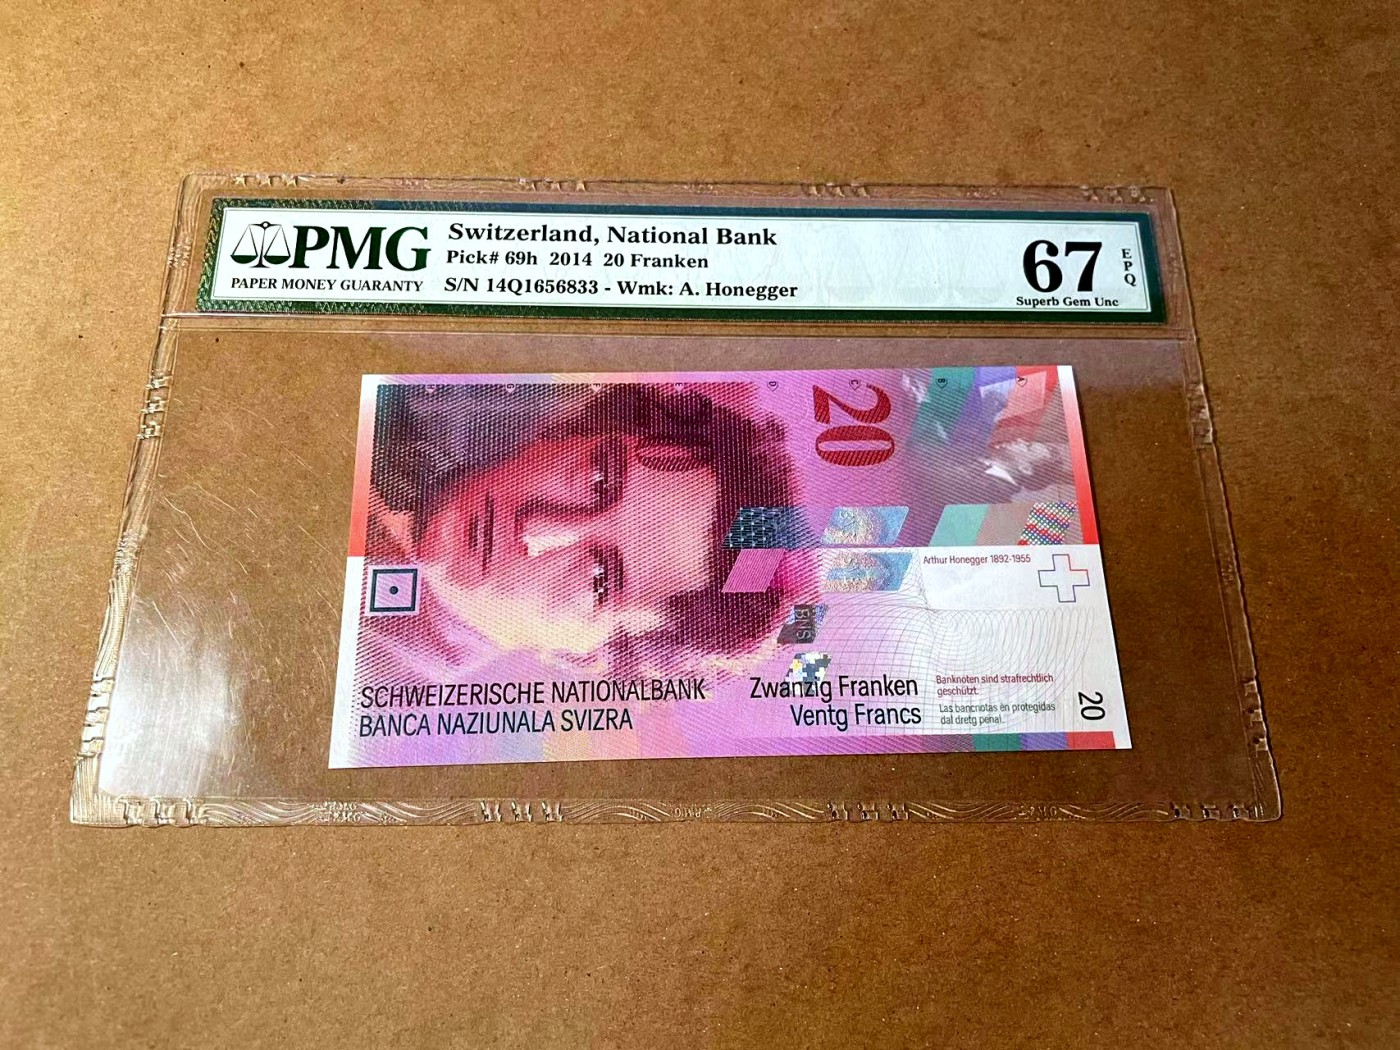 PMG
PAPER MONEY GUARANTY
Switzerland, National Bank
Pick# 69h 2014 20 Franken
S/N 14Q1656833 - Wmk: A. Honegger
67
EPQ
Superb Gem Unc
20
Arthur Honegger 1892-1955
BNS
SCHWEIZERISCHE NATIONALBANK
BANCA NAZIUNALA SVIZRA
Zwanzig Franken
Ventg Francs
Banknoten sind strafrechtlich
geschützt.
Las bancnotas èn protegidas
dal dretg penal.
20